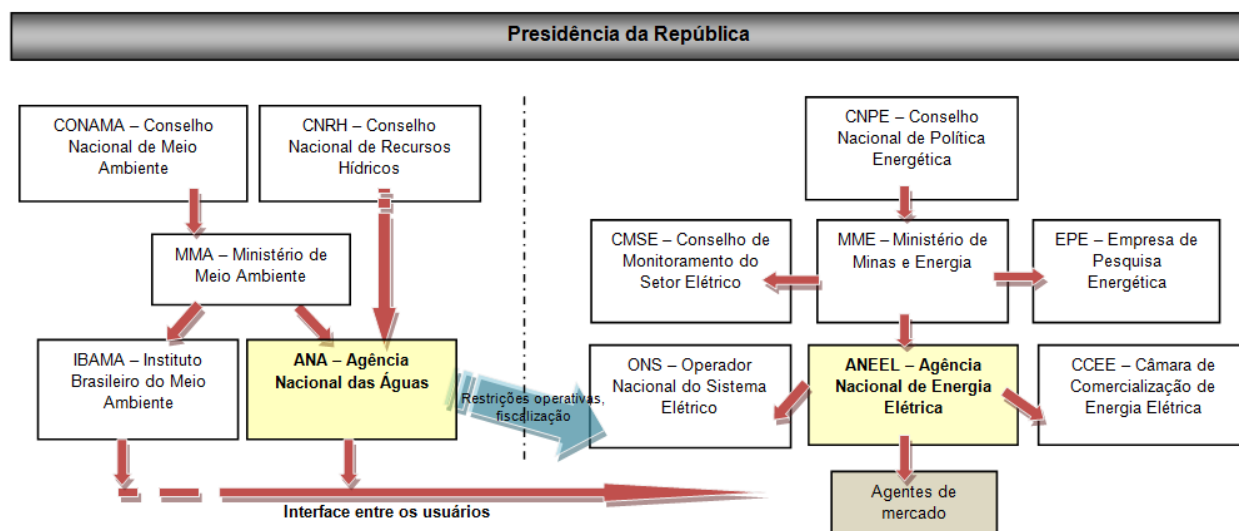 Presidência da República
CONAMA – Conselho
Nacional de Meio
Ambiente
CNRH – Conselho
Nacional de Recursos
Hídricos
CNPE – Conselho
Nacional de Política
Energética
MMA – Ministério de
Meio Ambiente
CMSE – Conselho de
Monitoramento do
Setor Elétrico
MME – Ministério de
Minas e Energia
EPE – Empresa de
Pesquisa
Energética
IBAMA – Instituto
Brasileiro do Meio
Ambiente
ANA – Agência
Nacional das Águas
Restrições operativas,
fiscalização
ONS – Operador
Nacional do Sistema
Elétrico
ANEEL – Agência
Nacional de Energia
Elétrica
CCEE – Câmara de
Comercialização de
Energia Elétrica
Interface entre os usuários
Agentes de
mercado